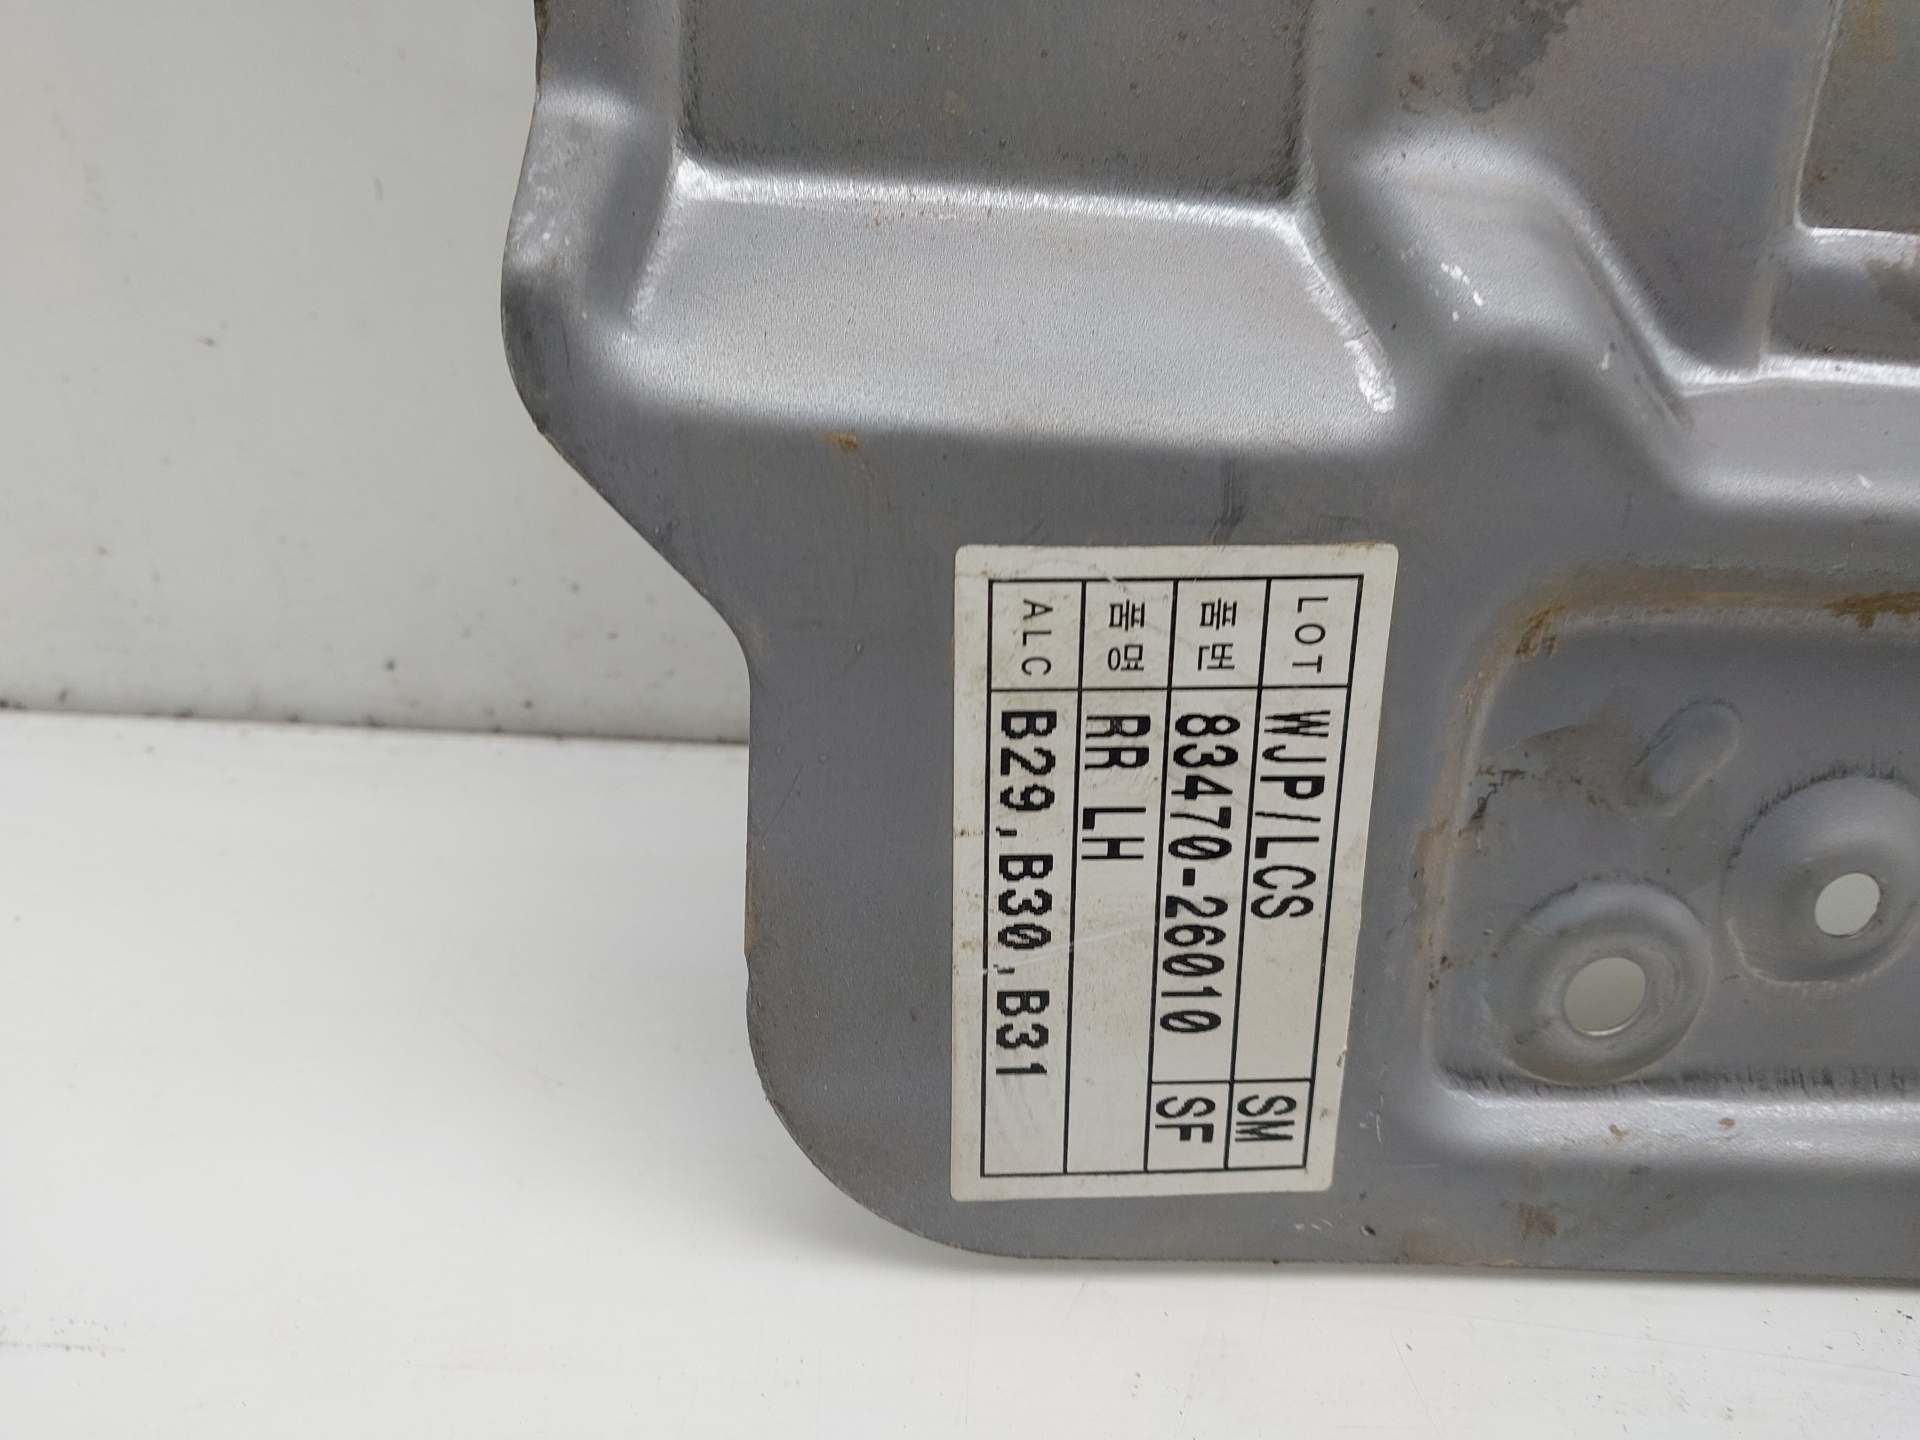 LOT WJP/LCS SM
품번 83470-26010 SF
품명 RR LH
ALC B29,B30,B31